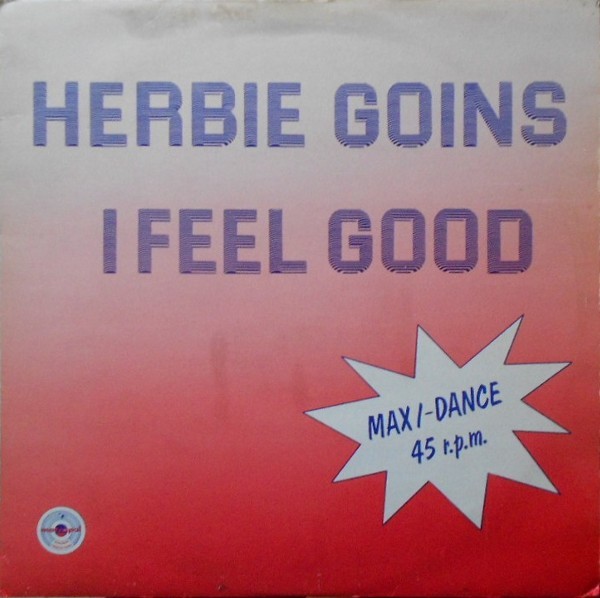 HERBIE GOINS
I FEEL GOOD
MAXI-DANCE
45 r.p.m.